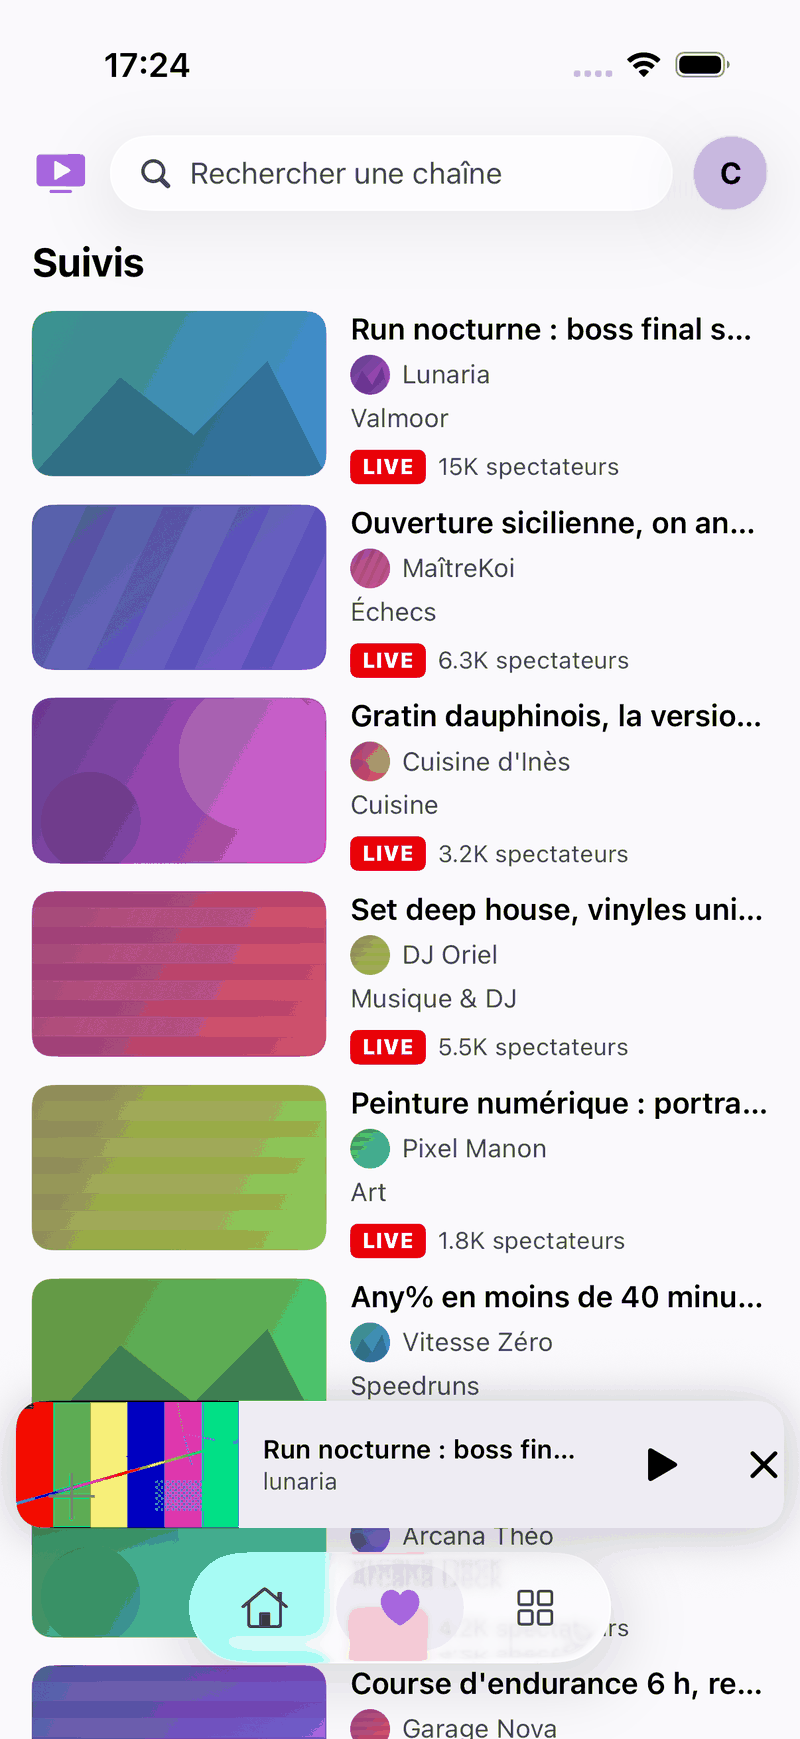 17:24
Rechercher une chaîne
C
Suivis
Run nocturne : boss final s...
Lunaria
Valmoor
LIVE 15K spectateurs
Ouverture sicilienne, on an...
MaîtreKoi
Échecs
LIVE 6.3K spectateurs
Gratin dauphinois, la versio...
Cuisine d'Inès
Cuisine
LIVE 3.2K spectateurs
Set deep house, vinyles uni...
DJ Oriel
Musique & DJ
LIVE 5.5K spectateurs
Peinture numérique : portra...
Pixel Manon
Art
LIVE 1.8K spectateurs
Any% en moins de 40 minu...
Vitesse Zéro
Speedruns
Run nocturne : boss fin...
lunaria
Arcana Théo
Course d'endurance 6 h, re...
Garage Nova